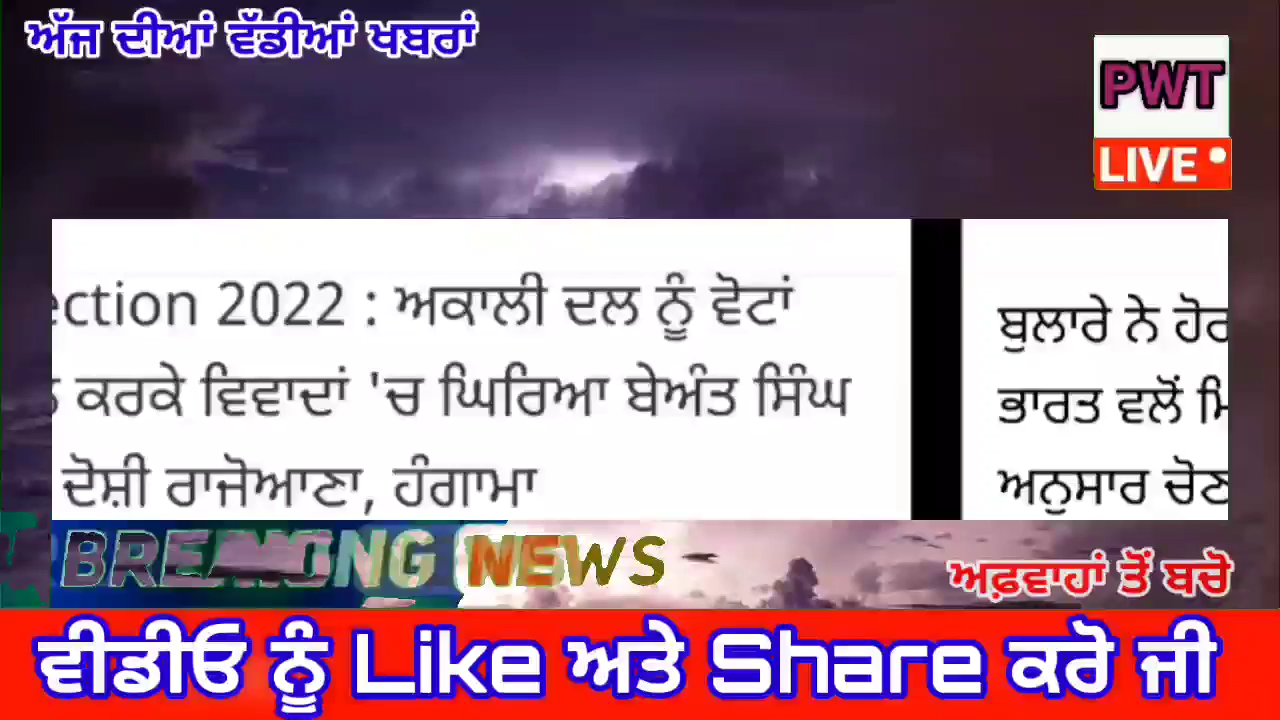 ਅੱਜ ਦੀਆਂ ਵੱਡੀਆਂ ਖਬਰਾਂ
PWT
LIVE
ection 2022 : ਅਕਾਲੀ ਦਲ ਨੂੰ ਵੋਟਾਂ
ਕਰਕੇ ਵਿਵਾਦਾਂ 'ਚ ਘਿਰਿਆ ਬੇਅੰਤ ਸਿੰਘ
ਦੋਸ਼ੀ ਰਾਜੋਆਣਾ, ਹੰਗਾਮਾ
ਬੁਲਾਰੇ ਨੇ ਹੋਰ
ਭਾਰਤ ਵਲੋਂ
ਅਨੁਸਾਰ ਚੋਣ
NEWS
ਅਫ਼ਵਾਹਾਂ ਤੋਂ ਬਚੋ
ਵੀਡੀਓ ਨੂੰ Like ਅਤੇ Share ਕਰੋ ਜੀ